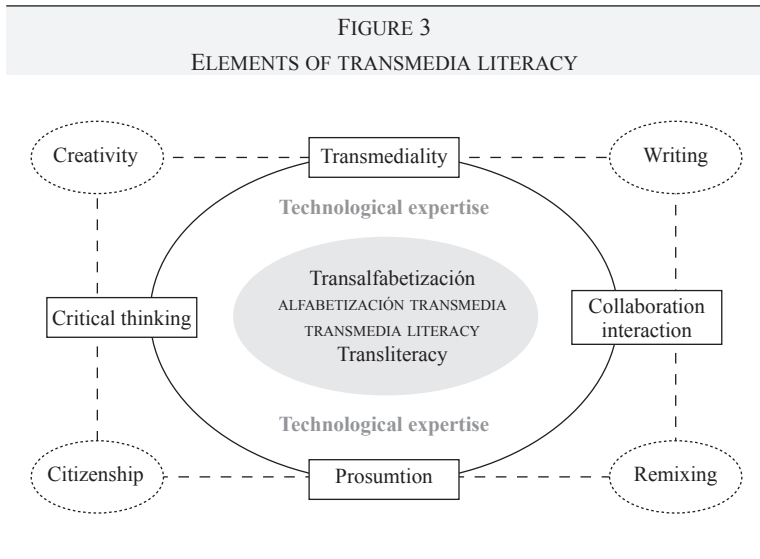 FIGURE 3
ELEMENTS OF TRANSMEDIA LITERACY
Creativity
Transmediality
Writing
Technological expertise
Transalfabetización
ALFABETIZACIÓN TRANSMEDIA
TRANSMEDIA LITERACY
Transliteracy
Critical thinking
Collaboration
interaction
Technological expertise
Citizenship
Prosumtion
Remixing